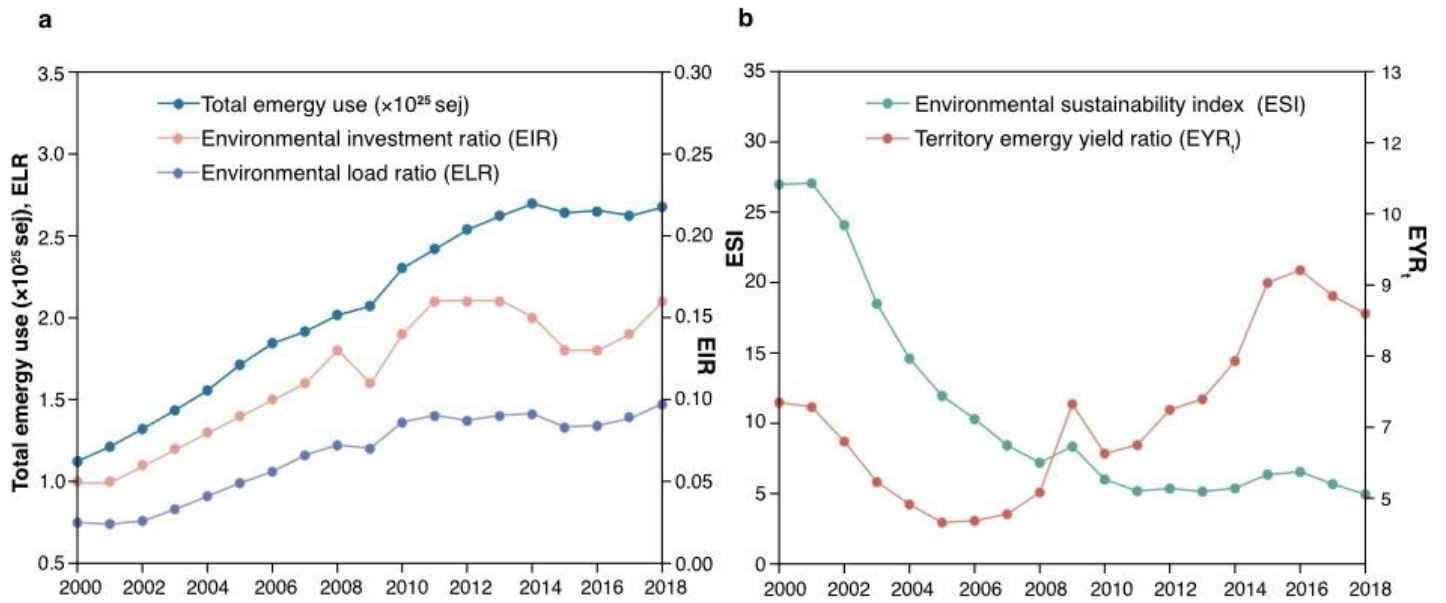 a
Total emergy use (×10²⁵ sej)
Environmental investment ratio (EIR)
Environmental load ratio (ELR)
Total emergy use (×10²⁵ sej), ELR
3.5
3.0
2.5
2.0
1.5
1.0
0.5
0.30
0.25
0.20
0.15
0.10
0.05
0.00
EIR
2000 2002 2004 2006 2008 2010 2012 2014 2016 2018
b
Environmental sustainability index (ESI)
Territory emergy yield ratio (EYRₜ)
ESI
35
30
25
20
15
10
5
0
13
12
10
9
8
7
5
EYRₜ
2000 2002 2004 2006 2008 2010 2012 2014 2016 2018